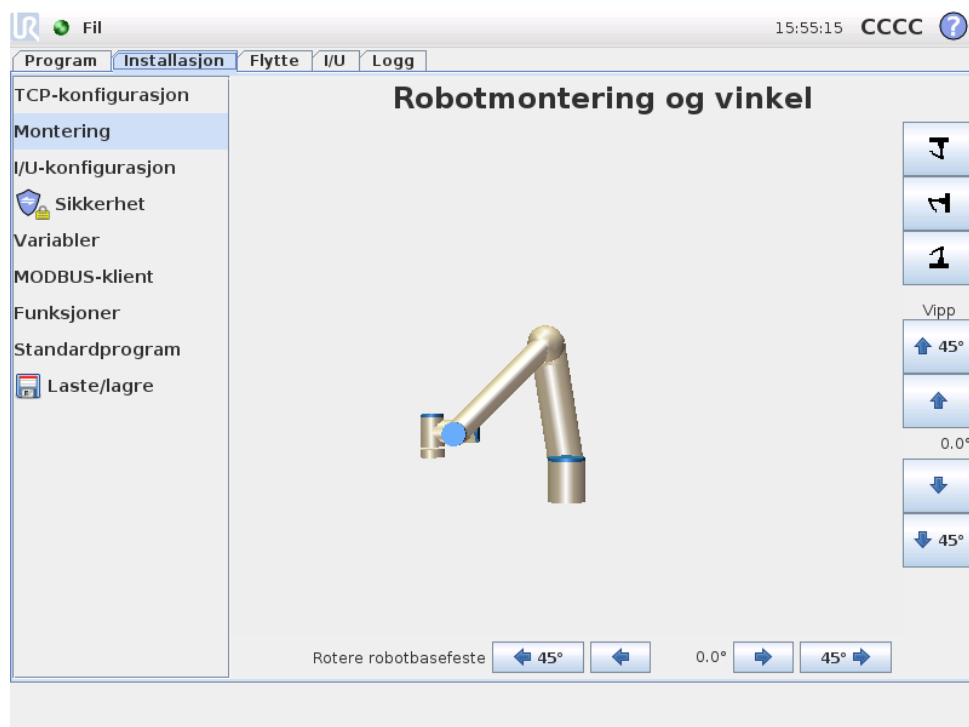 UR Fil 15:55:15 CCCC ?
Program Installasjon Flytte I/U Logg
TCP-konfigurasjon
Montering
I/U-konfigurasjon
Sikkerhet
Variabler
MODBUS-klient
Funksjoner
Standardprogram
Laste/lagre
Robotmontering og vinkel
Vipp
45°
0.0°
45°
Rotere robotbasefeste 45° 0.0° 45°